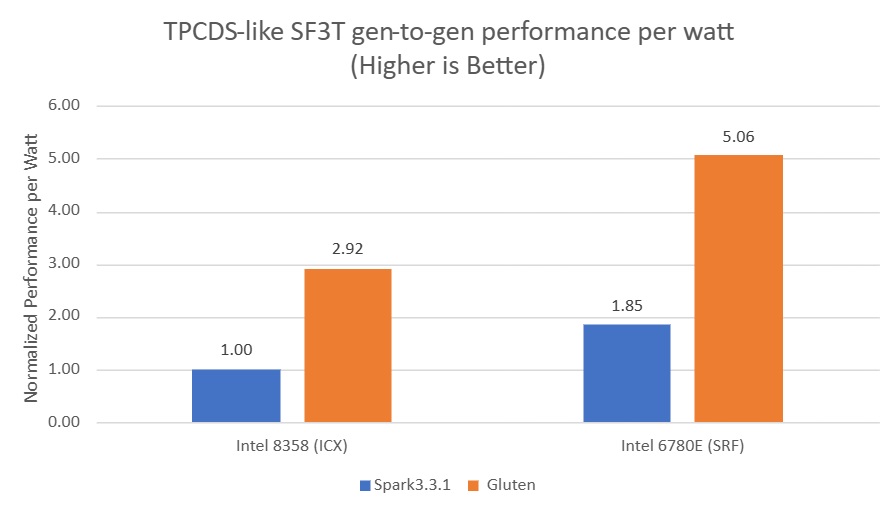 TPCDS-like SF3T gen-to-gen performance per watt
(Higher is Better)
Normalized Performance per Watt
6.00
5.00
4.00
3.00
2.00
1.00
0.00
1.00
2.92
1.85
5.06
Intel 8358 (ICX)
Intel 6780E (SRF)
Spark3.3.1
Gluten